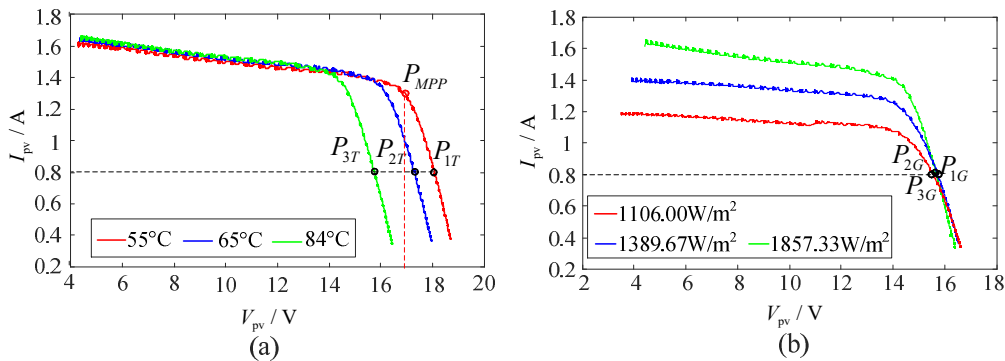 1.8
1.6
1.4
1.2
1
0.8
0.6
0.4
0.2
I_pv / A
P_MPP
P_3T P_2T P_1T
55°C 65°C 84°C
4 6 8 10 12 14 16 18 20
V_pv / V
(a)
1.8
1.6
1.4
1.2
1
0.8
0.6
0.4
0.2
I_pv / A
P_2G P_1G
P_3G
1106.00W/m²
1389.67W/m² 1857.33W/m²
2 4 6 8 10 12 14 16 18
V_pv / V
(b)